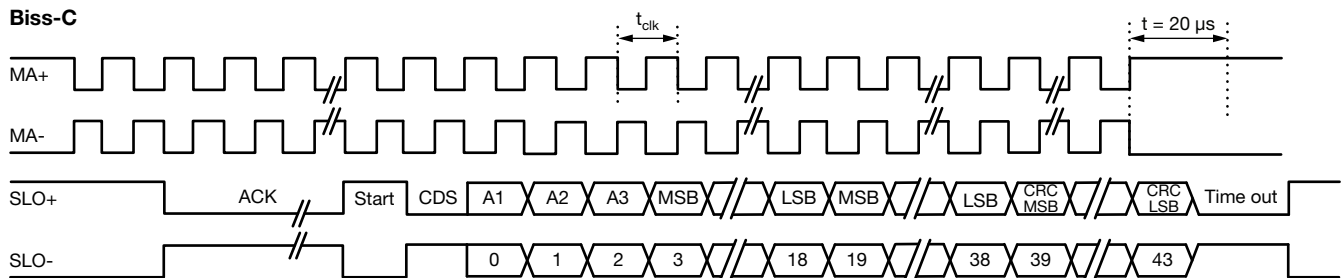 Biss-C
t_clk
t = 20 µs
MA+
MA-
SLO+ ACK Start CDS A1 A2 A3 MSB LSB MSB LSB CRC MSB CRC LSB Time out
SLO- 0 1 2 3 18 19 38 39 43